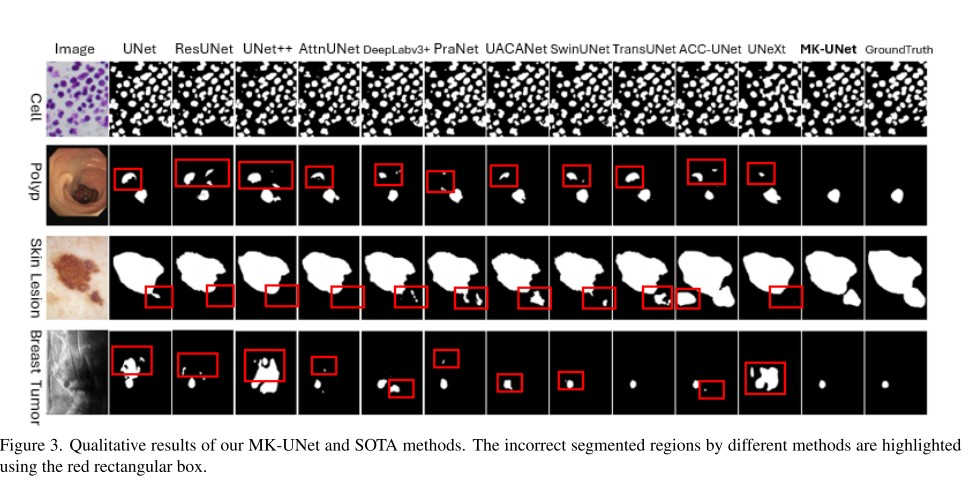 Image UNet ResUNet UNet++ AttnUNet DeepLabv3+ PraNet UACANet SwinUNet TransUNet ACC-UNet UNeXt MK-UNet GroundTruth
Cell
Polyp
Skin Lesion
Breast Tumor
Figure 3. Qualitative results of our MK-UNet and SOTA methods. The incorrect segmented regions by different methods are highlighted
using the red rectangular box.